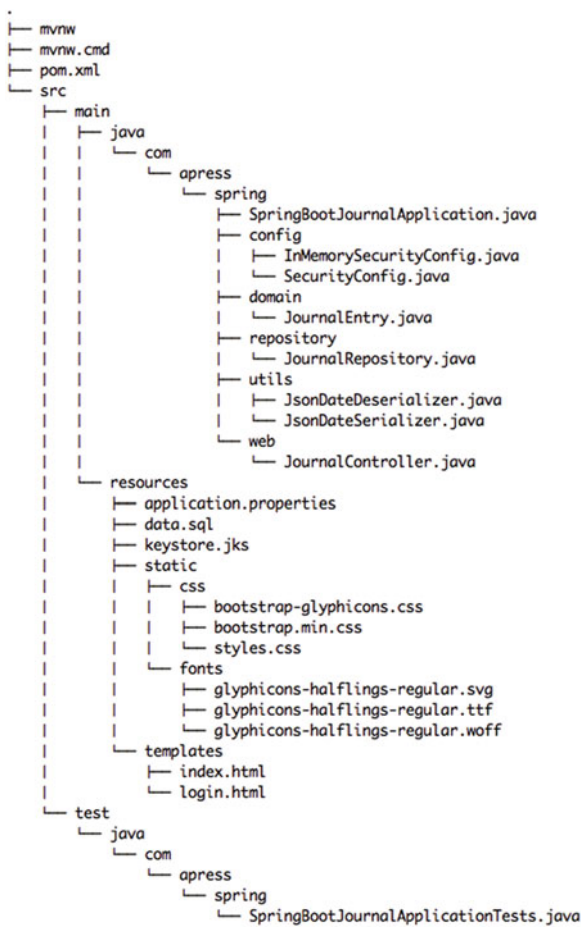 .
├── mvnw
├── mvnw.cmd
├── pom.xml
└── src
    ├── main
    │   ├── java
    │   │   └── com
    │   │       └── apress
    │   │           └── spring
    │   │               ├── SpringBootJournalApplication.java
    │   │               ├── config
    │   │               │   ├── InMemorySecurityConfig.java
    │   │               │   └── SecurityConfig.java
    │   │               ├── domain
    │   │               │   └── JournalEntry.java
    │   │               ├── repository
    │   │               │   └── JournalRepository.java
    │   │               ├── utils
    │   │               │   ├── JsonDateDeserializer.java
    │   │               │   └── JsonDateSerializer.java
    │   │               └── web
    │   │                   └── JournalController.java
    │   └── resources
    │       ├── application.properties
    │       ├── data.sql
    │       ├── keystore.jks
    │       ├── static
    │       │   ├── css
    │       │   │   ├── bootstrap-glyphicons.css
    │       │   │   ├── bootstrap.min.css
    │       │   │   └── styles.css
    │       │   └── fonts
    │       │       ├── glyphicons-halflings-regular.svg
    │       │       ├── glyphicons-halflings-regular.ttf
    │       │       └── glyphicons-halflings-regular.woff
    │       └── templates
    │           ├── index.html
    │           └── login.html
    └── test
        └── java
            └── com
                └── apress
                    └── spring
                        └── SpringBootJournalApplicationTests.java